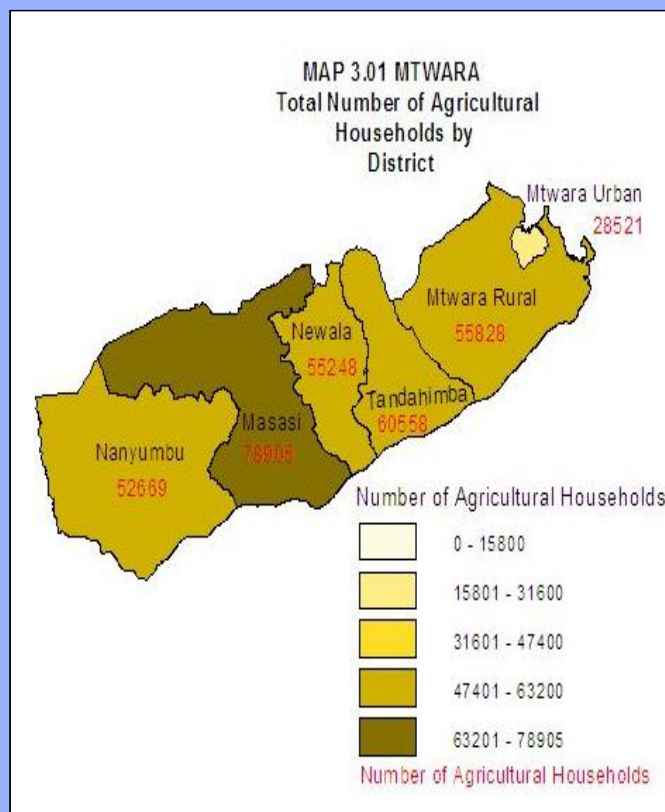 MAP 3.01 MTWARA
Total Number of Agricultural
Households by
District
Mtwara Urban
28521
Mtwara Rural
55828
Newala
55248
Tandahimba
60558
Masasi
78905
Nanyumbu
52669
Number of Agricultural Households
0 - 15800
15801 - 31600
31601 - 47400
47401 - 63200
63201 - 78905
Number of Agricultural Households